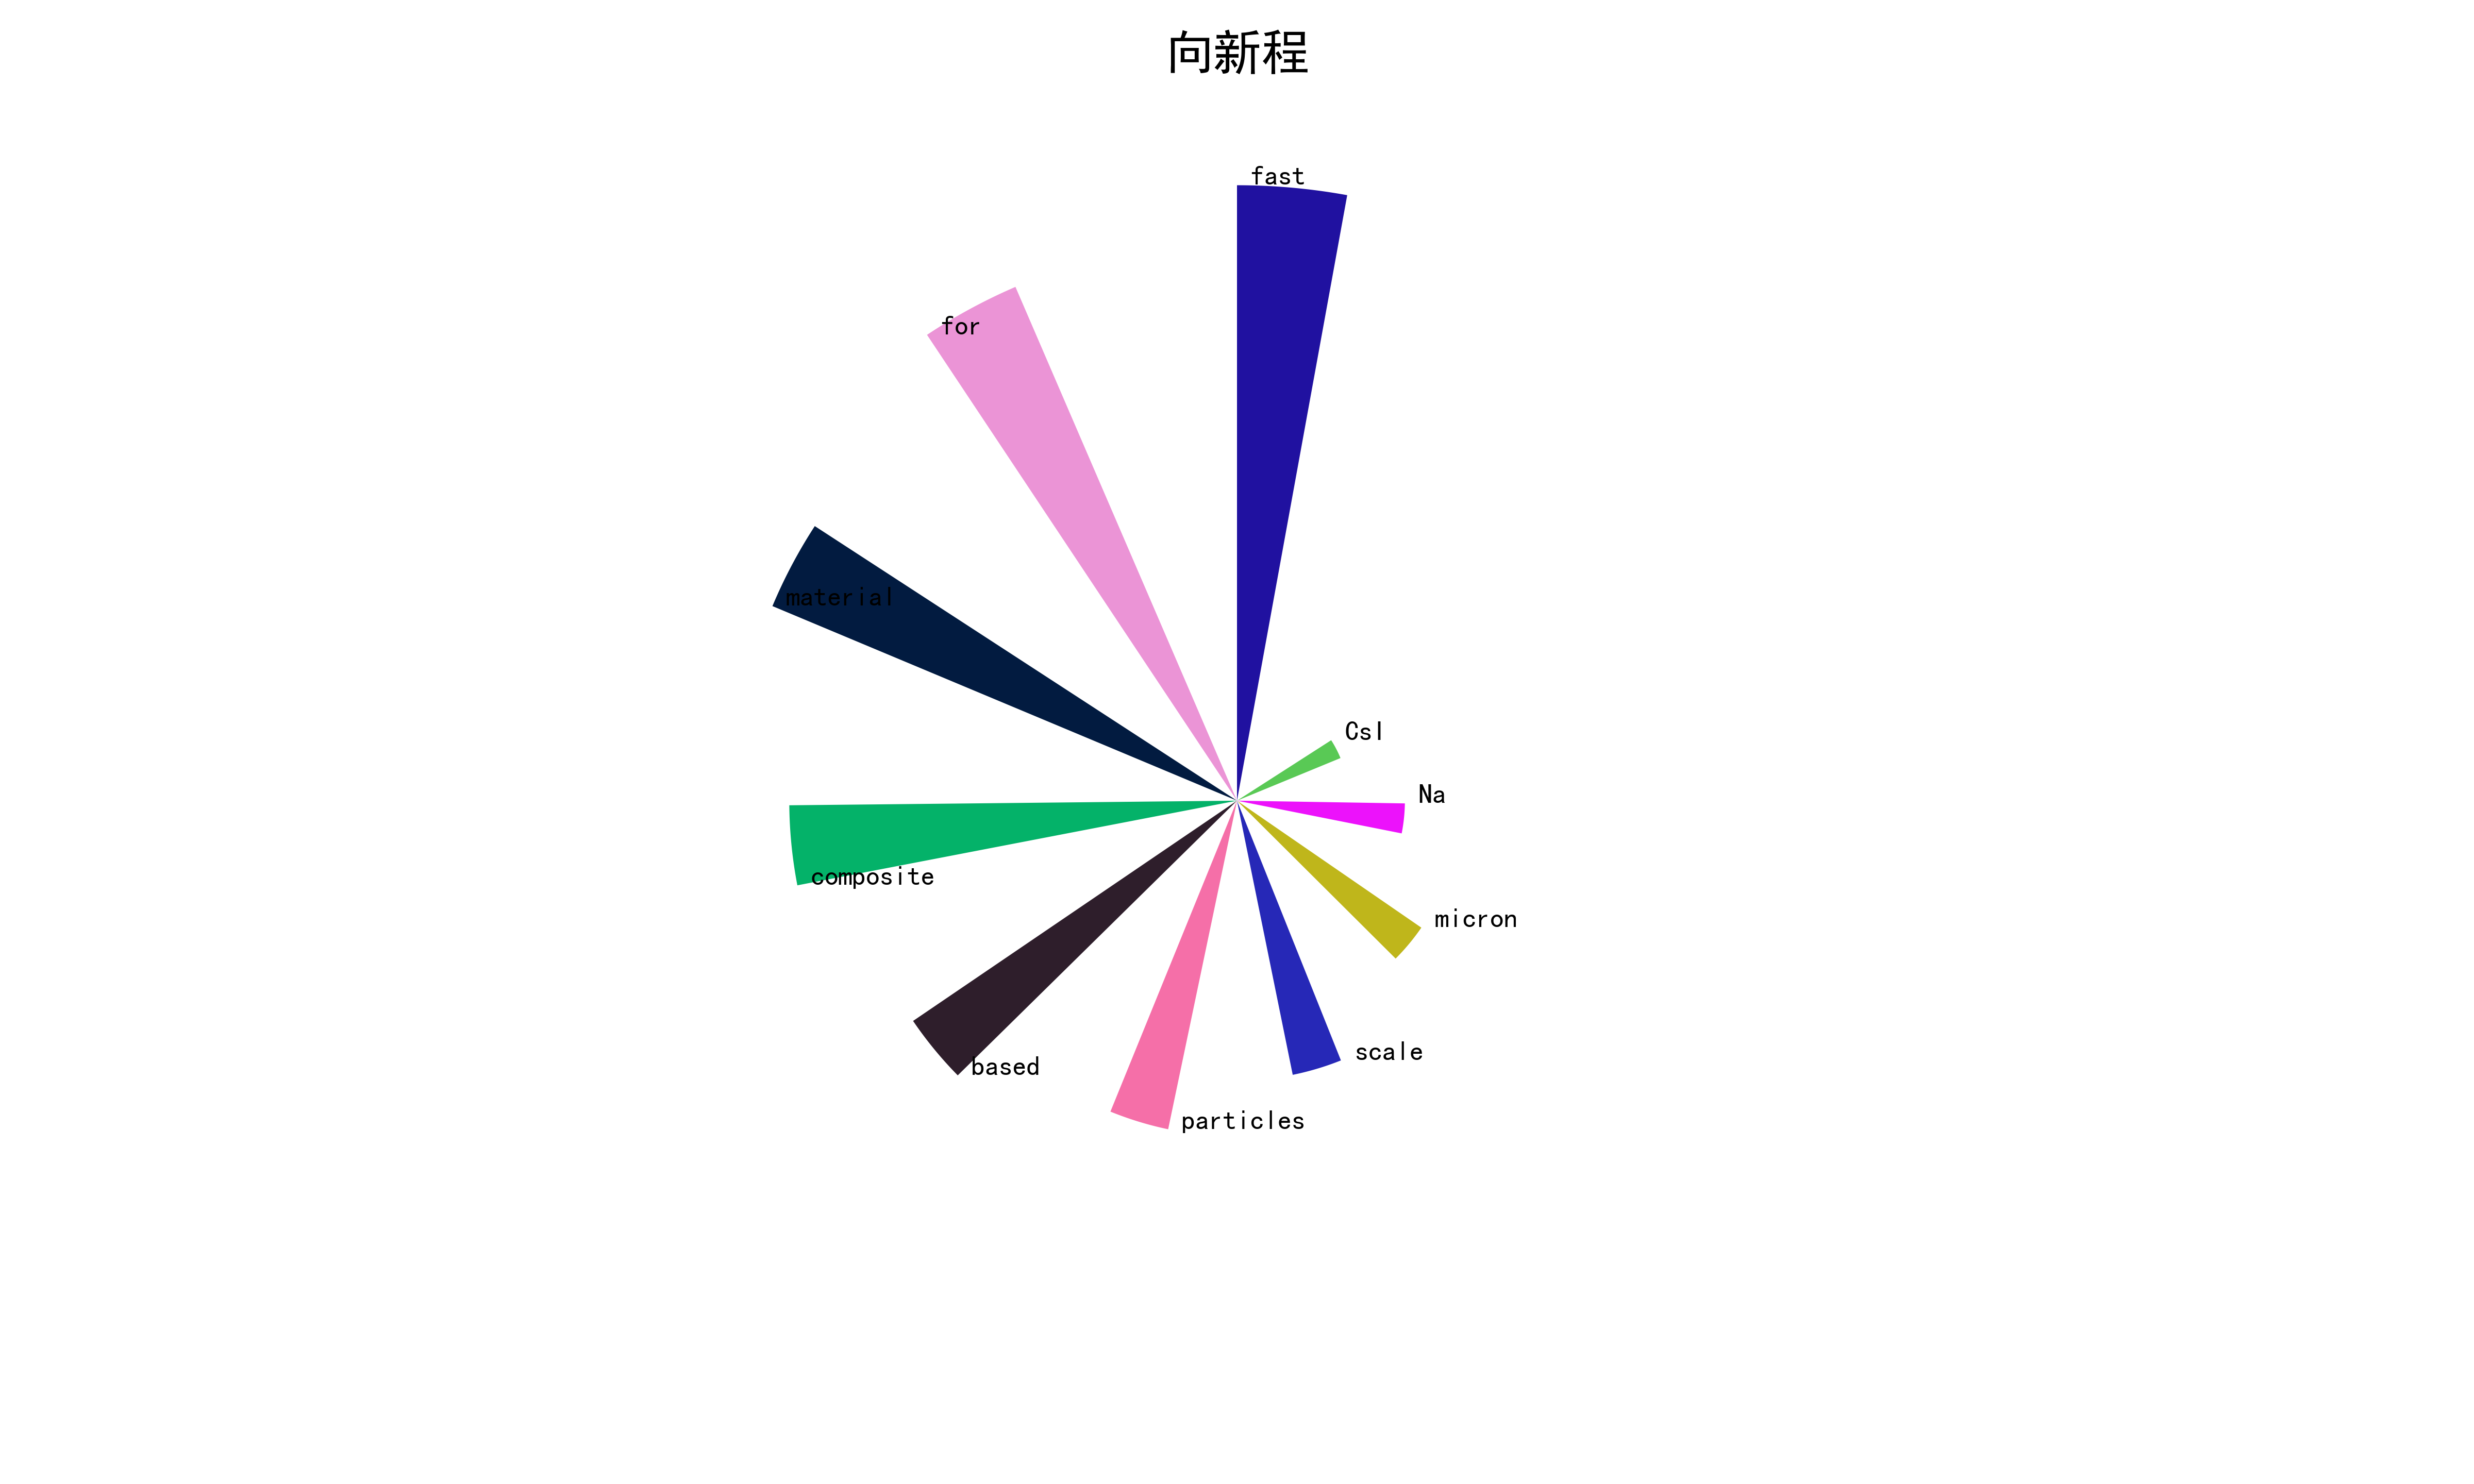 向新程
fast
for
material
CsI
Na
composite
micron
scale
based
particles